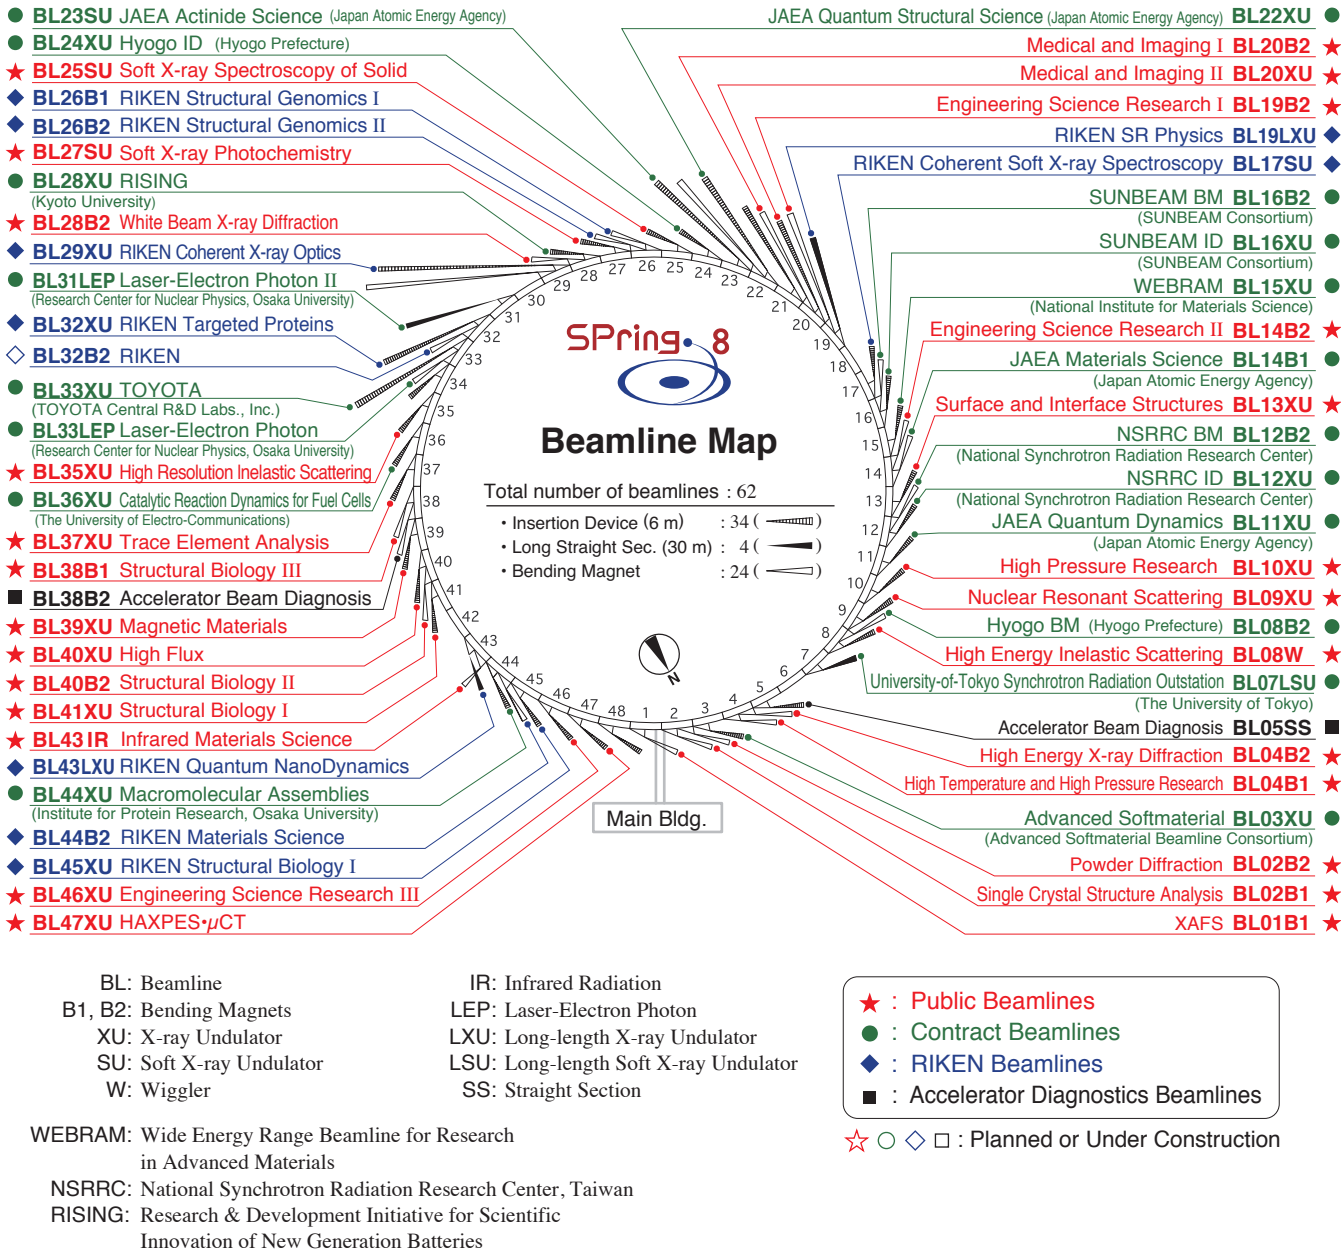 BL23SU JAEA Actinide Science (Japan Atomic Energy Agency)
BL24XU Hyogo ID (Hyogo Prefecture)
BL25SU Soft X-ray Spectroscopy of Solid
BL26B1 RIKEN Structural Genomics I
BL26B2 RIKEN Structural Genomics II
BL27SU Soft X-ray Photochemistry
BL28XU RISING
(Kyoto University)
BL28B2 White Beam X-ray Diffraction
BL29XU RIKEN Coherent X-ray Optics
BL31LEP Laser-Electron Photon II
(Research Center for Nuclear Physics, Osaka University)
BL32XU RIKEN Targeted Proteins
BL32B2 RIKEN
BL33XU TOYOTA
(TOYOTA Central R&D Labs., Inc.)
BL33LEP Laser-Electron Photon
(Research Center for Nuclear Physics, Osaka University)
BL35XU High Resolution Inelastic Scattering
BL36XU Catalytic Reaction Dynamics for Fuel Cells
(The University of Electro-Communications)
BL37XU Trace Element Analysis
BL38B1 Structural Biology III
BL38B2 Accelerator Beam Diagnosis
BL39XU Magnetic Materials
BL40XU High Flux
BL40B2 Structural Biology II
BL41XU Structural Biology I
BL43IR Infrared Materials Science
BL43LXU RIKEN Quantum NanoDynamics
BL44XU Macromolecular Assemblies
(Institute for Protein Research, Osaka University)
BL44B2 RIKEN Materials Science
BL45XU RIKEN Structural Biology I
BL46XU Engineering Science Research III
BL47XU HAXPES•μCT
JAEA Quantum Structural Science (Japan Atomic Energy Agency) BL22XU
Medical and Imaging I BL20B2
Medical and Imaging II BL20XU
Engineering Science Research I BL19B2
RIKEN SR Physics BL19LXU
RIKEN Coherent Soft X-ray Spectroscopy BL17SU
SUNBEAM BM BL16B2
(SUNBEAM Consortium)
SUNBEAM ID BL16XU
(SUNBEAM Consortium)
WEBRAM BL15XU
(National Institute for Materials Science)
Engineering Science Research II BL14B2
JAEA Materials Science BL14B1
(Japan Atomic Energy Agency)
Surface and Interface Structures BL13XU
NSRRC BM BL12B2
(National Synchrotron Radiation Research Center)
NSRRC ID BL12XU
(National Synchrotron Radiation Research Center)
JAEA Quantum Dynamics BL11XU
(Japan Atomic Energy Agency)
High Pressure Research BL10XU
Nuclear Resonant Scattering BL09XU
Hyogo BM (Hyogo Prefecture) BL08B2
High Energy Inelastic Scattering BL08W
University-of-Tokyo Synchrotron Radiation Outstation BL07LSU
(The University of Tokyo)
Accelerator Beam Diagnosis BL05SS
High Energy X-ray Diffraction BL04B2
High Temperature and High Pressure Research BL04B1
Advanced Softmaterial BL03XU
(Advanced Softmaterial Beamline Consortium)
Powder Diffraction BL02B2
Single Crystal Structure Analysis BL02B1
XAFS BL01B1
1
2
3
4
5
6
7
8
9
10
11
12
13
14
15
16
17
18
19
20
21
22
23
24
25
26
27
28
29
30
31
32
33
34
35
36
37
38
39
40
41
42
43
44
45
46
47
48
SPring-8
Beamline Map
Total number of beamlines : 62
• Insertion Device (6 m) : 34 ( )
• Long Straight Sec. (30 m) : 4 ( )
• Bending Magnet : 24 ( )
N
Main Bldg.
BL: Beamline
B1, B2: Bending Magnets
XU: X-ray Undulator
SU: Soft X-ray Undulator
W: Wiggler
IR: Infrared Radiation
LEP: Laser-Electron Photon
LXU: Long-length X-ray Undulator
LSU: Long-length Soft X-ray Undulator
SS: Straight Section
WEBRAM: Wide Energy Range Beamline for Research
in Advanced Materials
NSRRC: National Synchrotron Radiation Research Center, Taiwan
RISING: Research & Development Initiative for Scientific
Innovation of New Generation Batteries
★ : Public Beamlines
● : Contract Beamlines
◆ : RIKEN Beamlines
■ : Accelerator Diagnostics Beamlines
☆ ○ ◇ □ : Planned or Under Construction